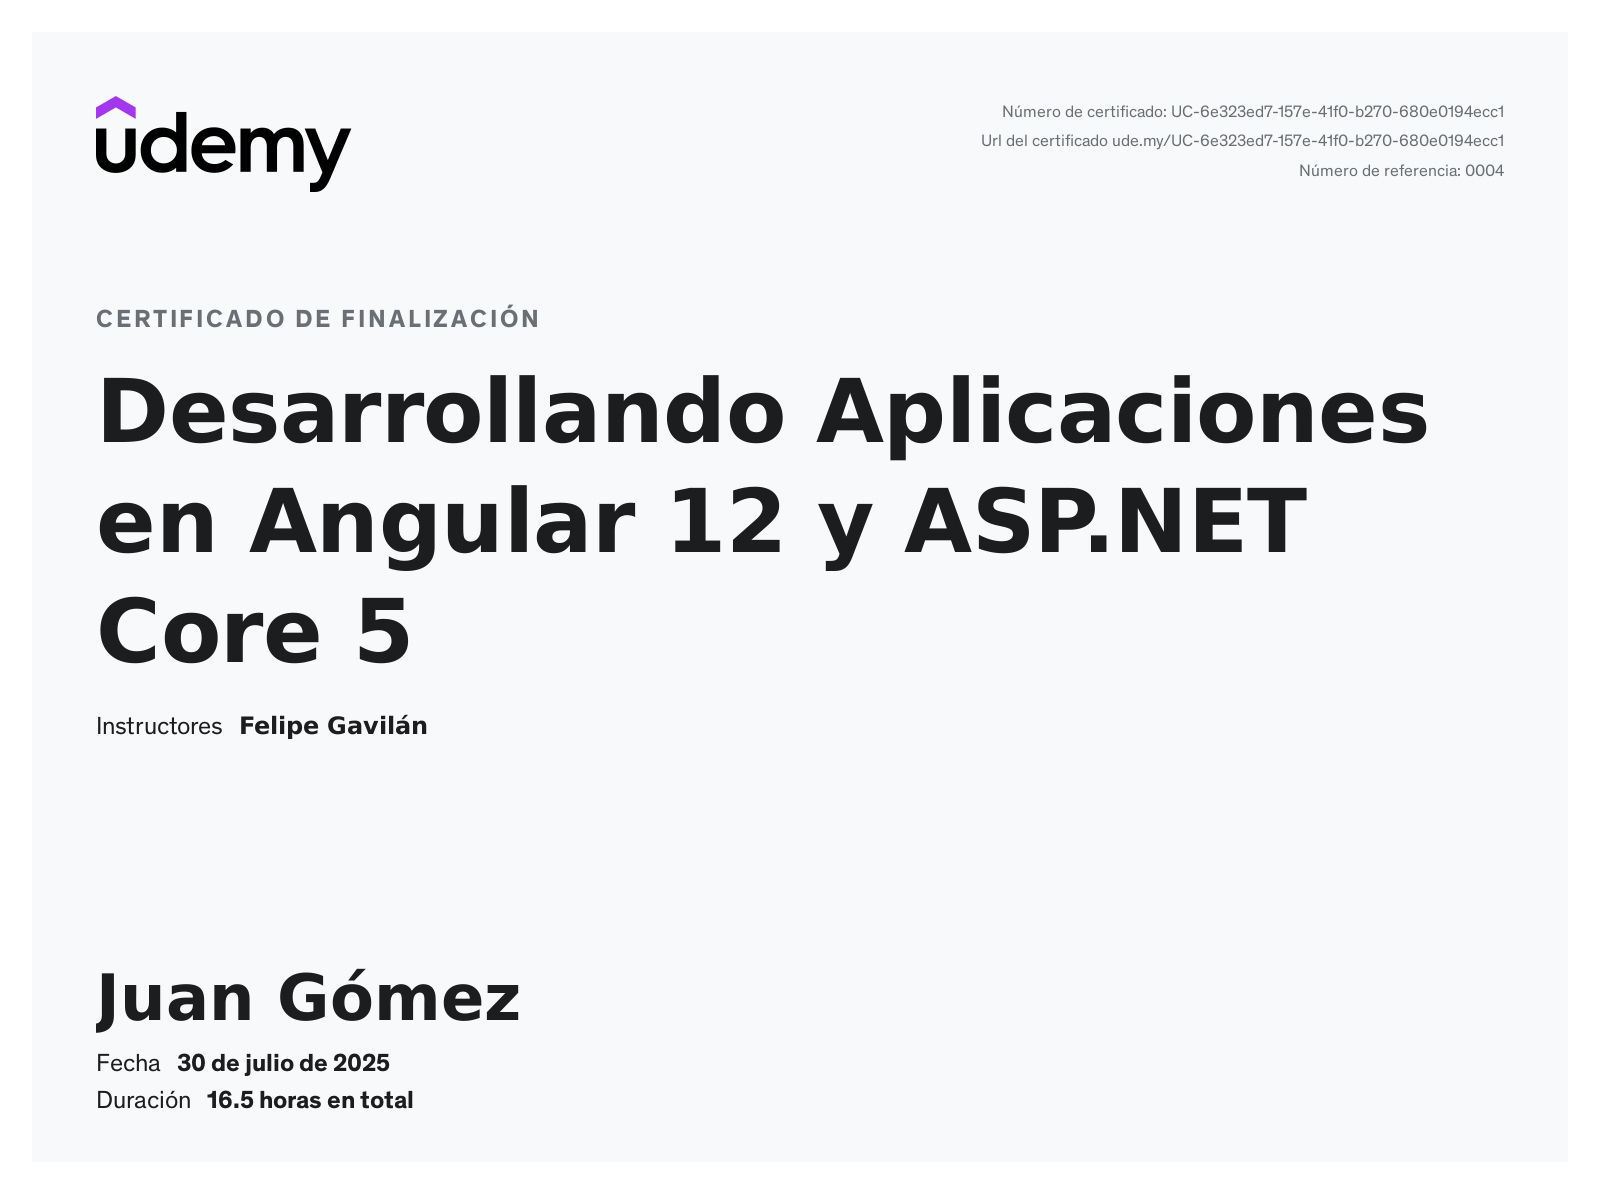 udemy
Número de certificado: UC-6e323ed7-157e-41f0-b270-680e0194ecc1
Url del certificado ude.my/UC-6e323ed7-157e-41f0-b270-680e0194ecc1
Número de referencia: 0004
CERTIFICADO DE FINALIZACIÓN
Desarrollando Aplicaciones
en Angular 12 y ASP.NET
Core 5
Instructores Felipe Gavilán
Juan Gómez
Fecha 30 de julio de 2025
Duración 16.5 horas en total